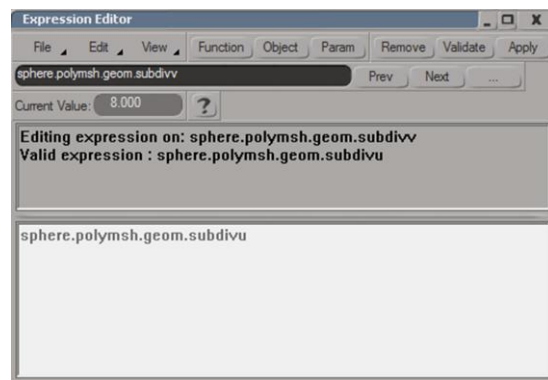 Expression Editor
File Edit View Function Object Param Remove Validate Apply
sphere.polymsh.geom.subdivv Prev Next ...
Current Value: 8.000 ?
Editing expression on: sphere.polymsh.geom.subdivv
Valid expression : sphere.polymsh.geom.subdivu
sphere.polymsh.geom.subdivu